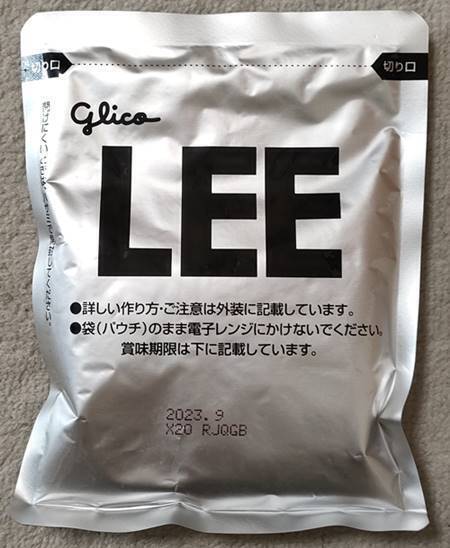 切り口
切り口
Glico
LEE
●詳しい作り方・ご注意は外装に記載しています。
●袋(パウチ)のまま電子レンジにかけないでください。
賞味期限は下に記載しています。
2023.9
X20 RJQGB